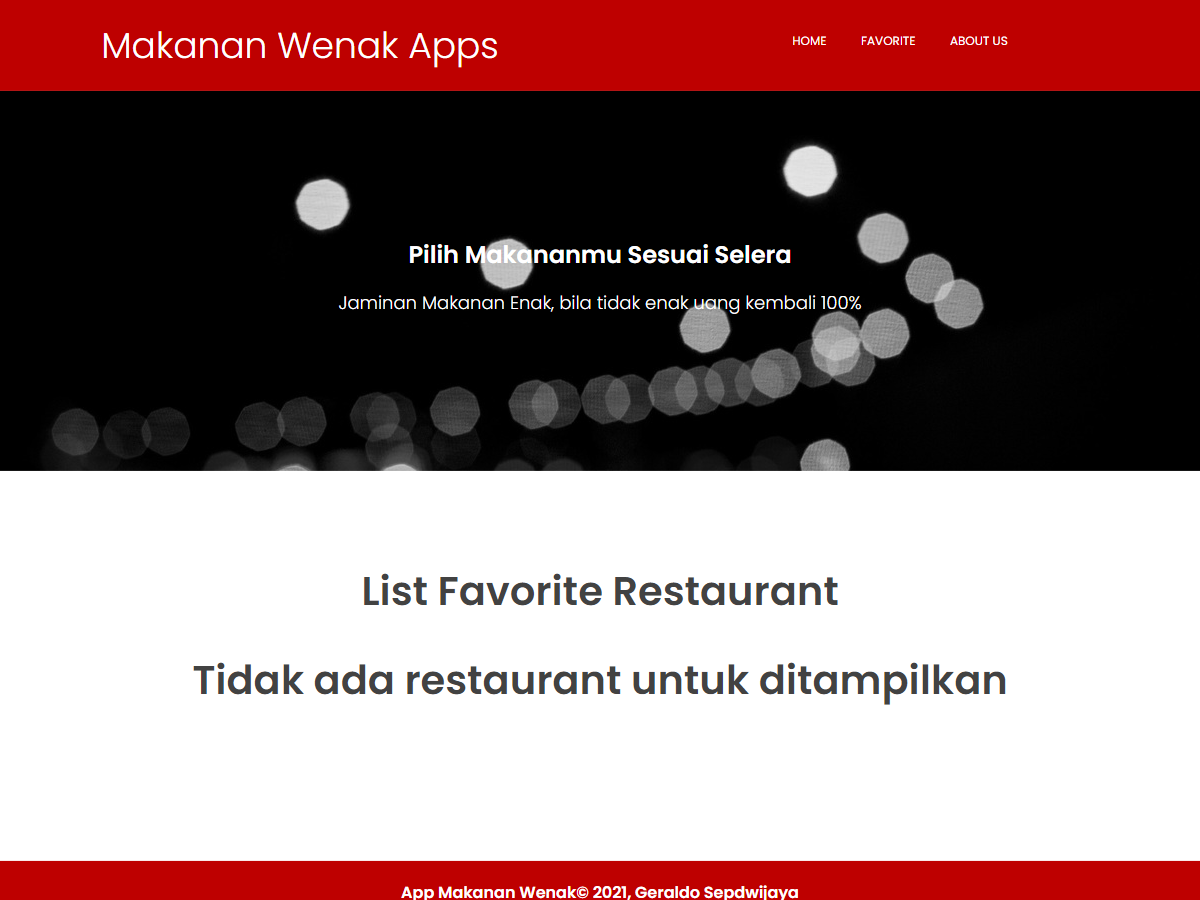 Makanan Wenak Apps
HOME FAVORITE ABOUT US
Pilih Makananmu Sesuai Selera
Jaminan Makanan Enak, bila tidak enak uang kembali 100%
List Favorite Restaurant
Tidak ada restaurant untuk ditampilkan
App Makanan Wenak© 2021, Geraldo Sepdwijaya